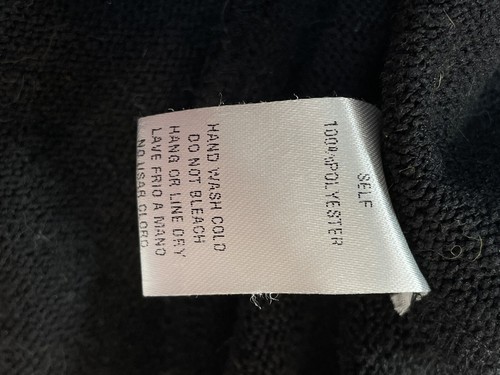 SELF
100%POLYESTER
HAND WASH COLD
DO NOT BLEACH
HANG OR LINE DRY
LAVE FRIO A MANO
NO USAR CLORO